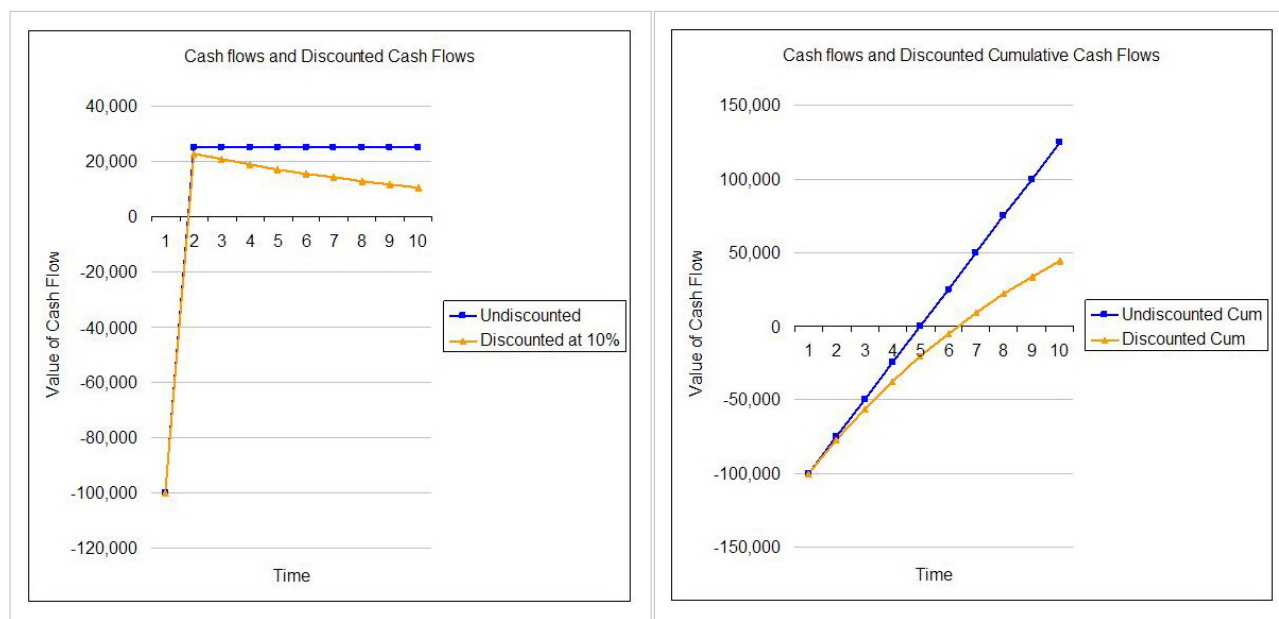 Cash flows and Discounted Cash Flows
40,000
20,000
0
1 2 3 4 5 6 7 8 9 10
-20,000
-40,000
-60,000
-80,000
-100,000
-120,000
Value of Cash Flow
Time
Undiscounted
Discounted at 10%
Cash flows and Discounted Cumulative Cash Flows
150,000
100,000
50,000
0
1 2 3 4 5 6 7 8 9 10
-50,000
-100,000
-150,000
Value of Cash Flow
Time
Undiscounted Cum
Discounted Cum